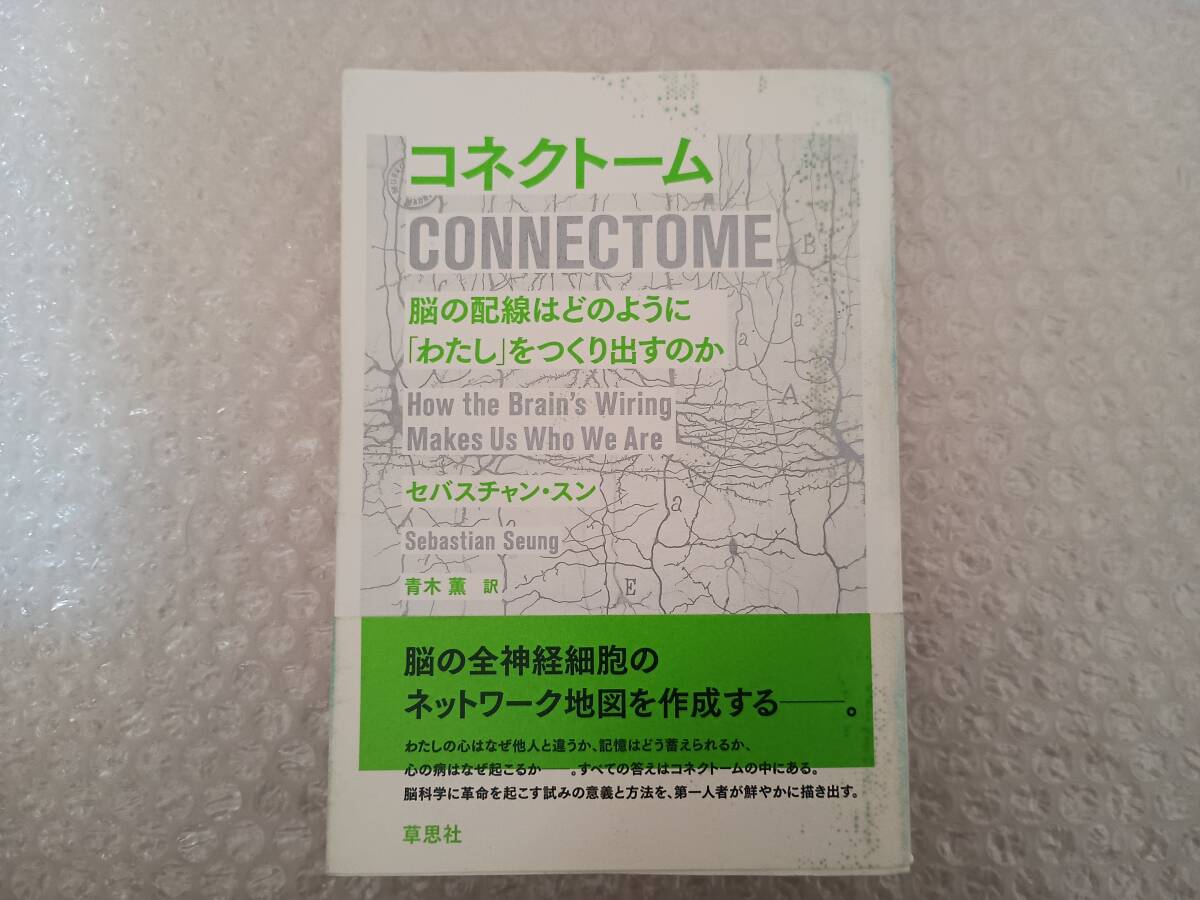 コネクトーム
CONNECTOME
脳の配線はどのように
「わたし」をつくり出すのか
How the Brain's Wiring
Makes Us Who We Are
セバスチャン・スン
Sebastian Seung
青木 薫 訳
B
a
a
A
a
E
脳の全神経細胞の
ネットワーク地図を作成する——。
わたしの心はなぜ他人と違うか、記憶はどう蓄えられるか、
心の病はなぜ起こるか——。すべての答えはコネクトームの中にある。
脳科学に革命を起こす試みの意義と方法を、第一人者が鮮やかに描き出す。
草思社